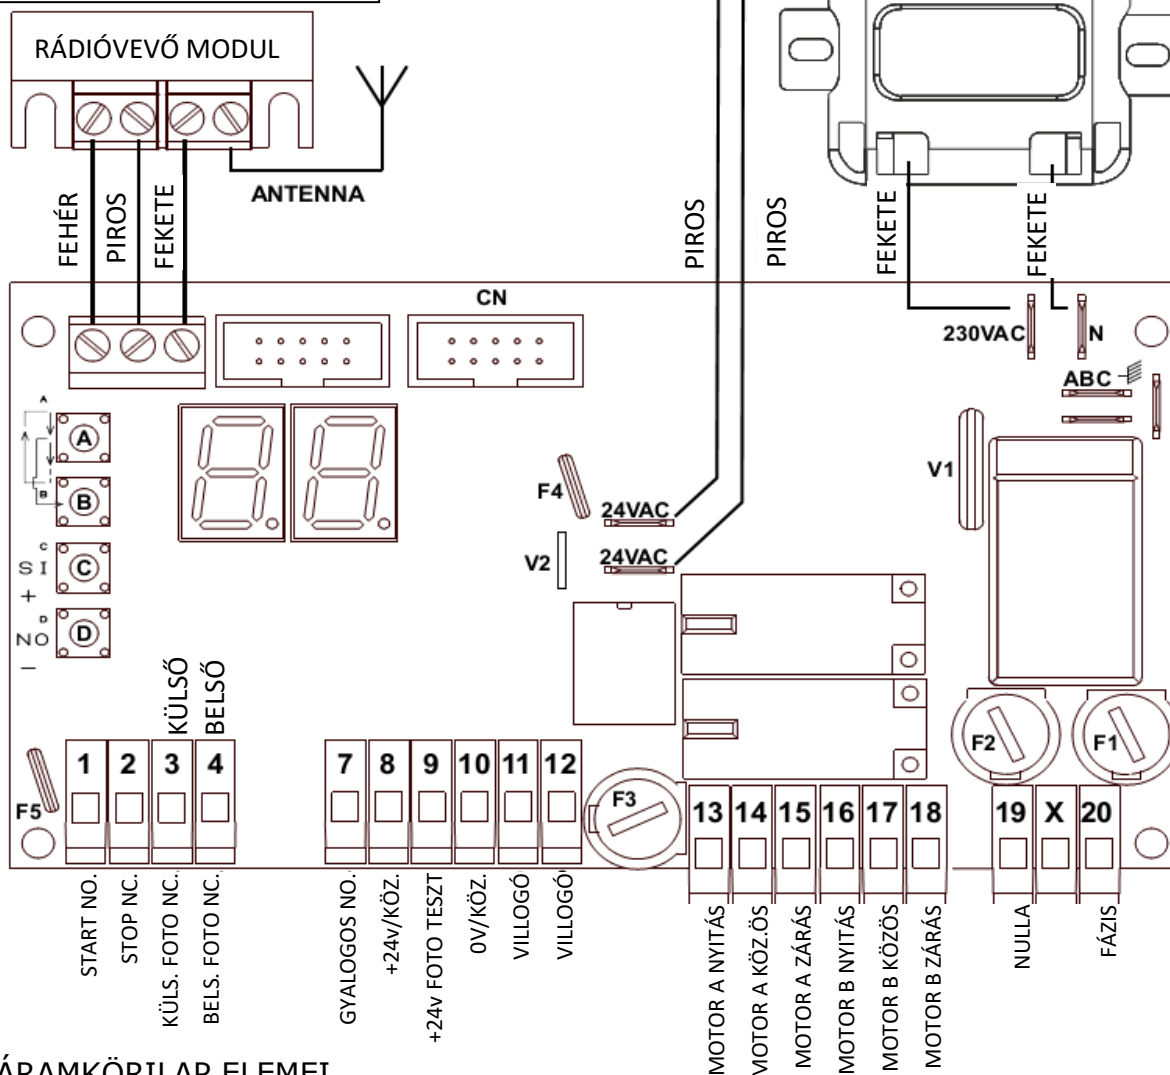 RÁDIÓVEVŐ MODUL
ANTENNA
FEHÉR
PIROS
FEKETE
PIROS
PIROS
FEKETE
FEKETE
CN
230VAC
N
ABC
A
A
B
B
C
S I
C
+
D
N O
D
–
F4
24VAC
V2
24VAC
V1
KÜLSŐ
BELSŐ
F2
F1
F5
F3
1 2 3 4
7 8 9 10 11 12
13 14 15 16 17 18
19 X 20
START NO.
STOP NC.
KÜLS. FOTO NC.
BELS. FOTO NC.
GYALOGOS NO.
+24v/KÖZ.
+24v FOTO TESZT
0V/KÖZ.
VILLOGÓ
VILLOGÓ
MOTOR A NYITÁS
MOTOR A KÖZ.ÖS
MOTOR A ZÁRÁS
MOTOR B NYITÁS
MOTOR B KÖZÖS
MOTOR B ZÁRÁS
NULLA
FÁZIS
ÁRAMKÖRILAP ELEMEI